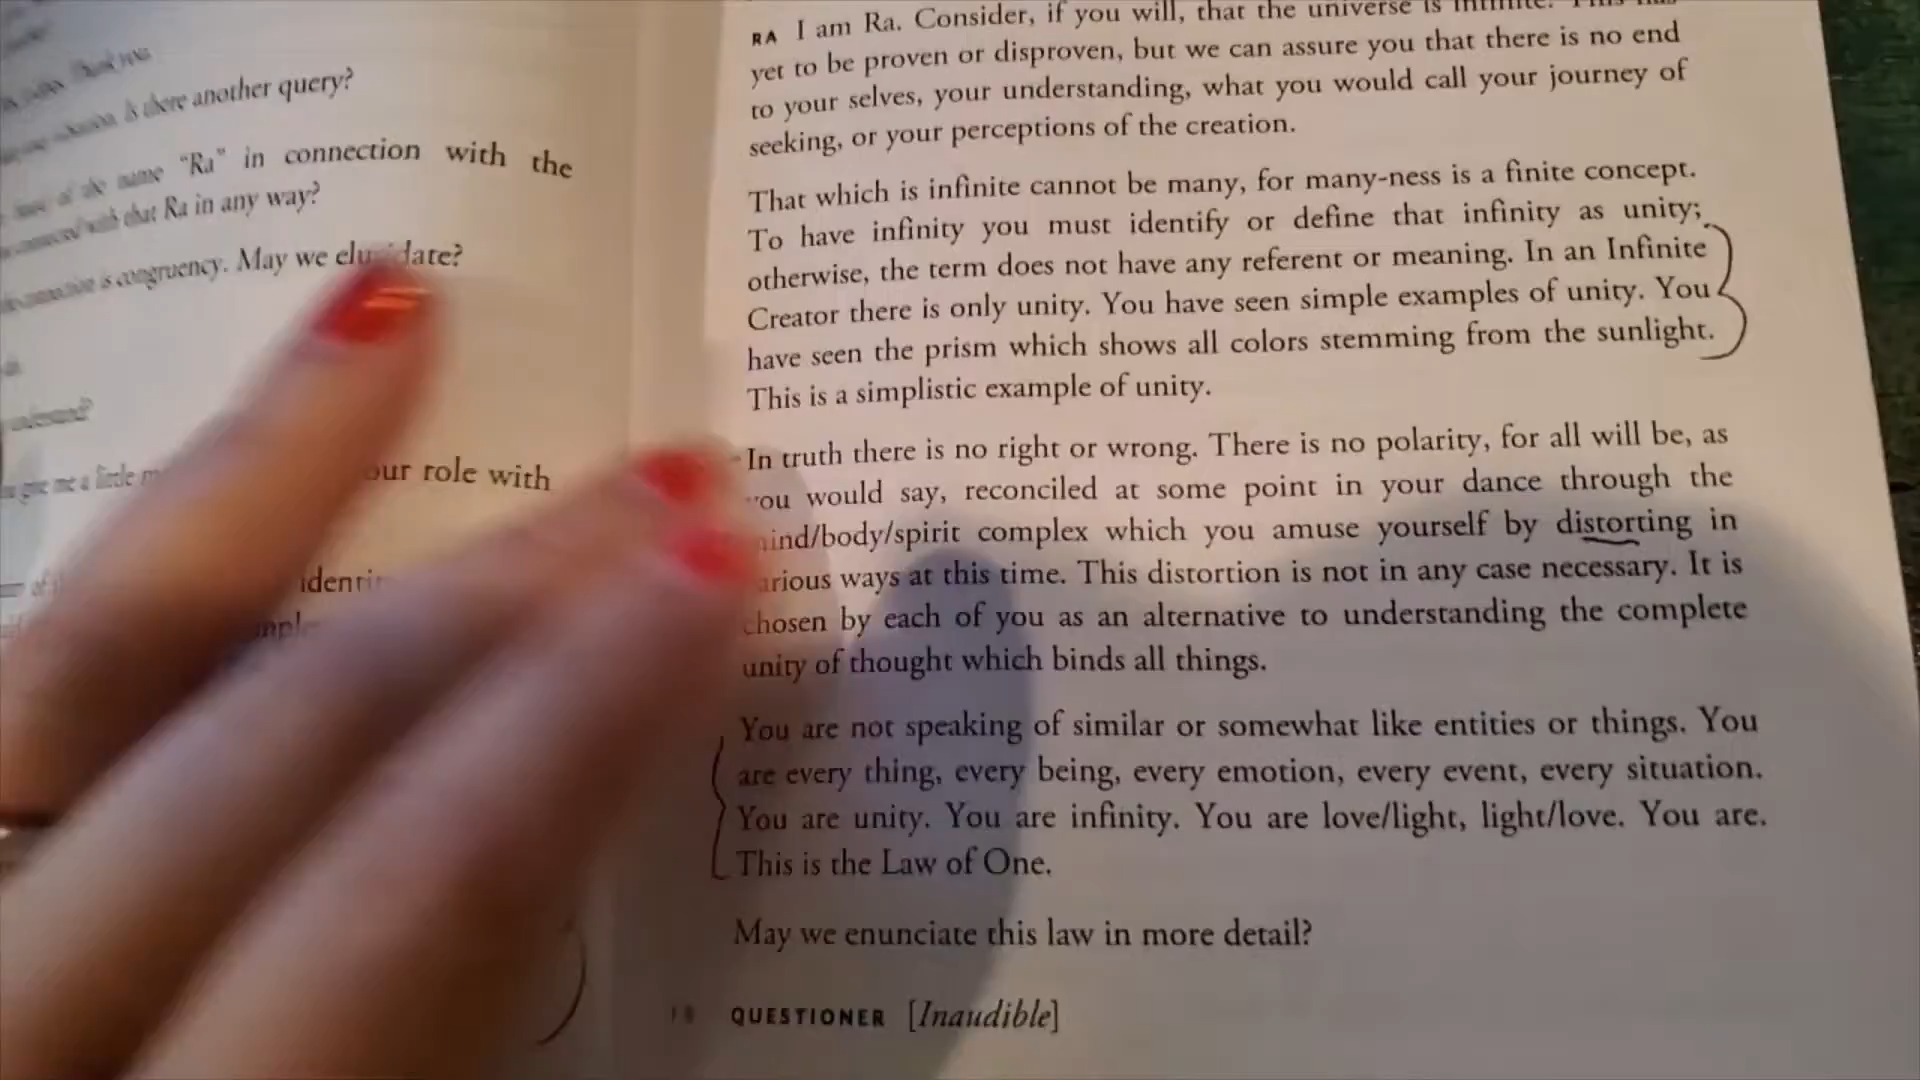 is there another query?
of the name "Ra" in connection with the
with that Ra in any way?
connection is congruency. May we elucidate?
understand?
give me a little our role with
RA I am Ra. Consider, if you will, that the universe is infinite.
yet to be proven or disproven, but we can assure you that there is no end
to your selves, your understanding, what you would call your journey of
seeking, or your perceptions of the creation.
That which is infinite cannot be many, for many-ness is a finite concept.
To have infinity you must identify or define that infinity as unity;
otherwise, the term does not have any referent or meaning. In an Infinite
Creator there is only unity. You have seen simple examples of unity. You
have seen the prism which shows all colors stemming from the sunlight.
This is a simplistic example of unity.
In truth there is no right or wrong. There is no polarity, for all will be, as
you would say, reconciled at some point in your dance through the
mind/body/spirit complex which you amuse yourself by distorting in
various ways at this time. This distortion is not in any case necessary. It is
chosen by each of you as an alternative to understanding the complete
unity of thought which binds all things.
You are not speaking of similar or somewhat like entities or things. You
are every thing, every being, every emotion, every event, every situation.
You are unity. You are infinity. You are love/light, light/love. You are.
This is the Law of One.
May we enunciate this law in more detail?
QUESTIONER [Inaudible]